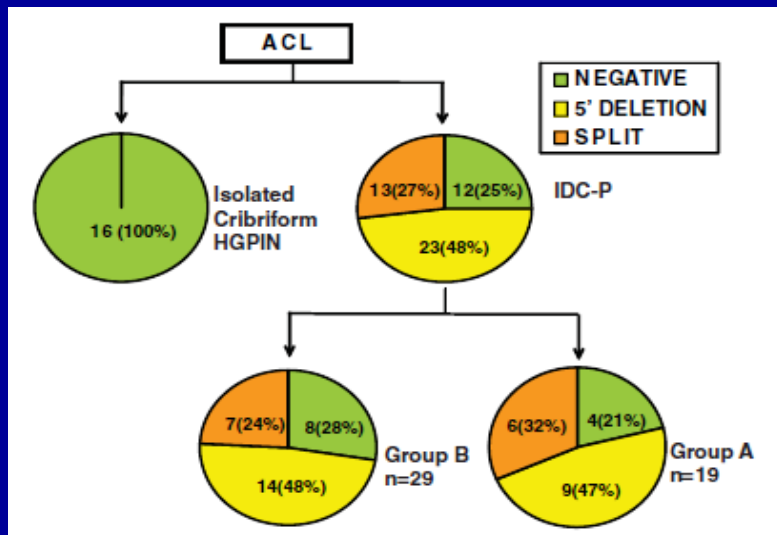 ACL
NEGATIVE
5' DELETION
SPLIT
16 (100%)
Isolated
Cribriform
HGPIN
13(27%)
12(25%)
23(48%)
IDC-P
7(24%)
8(28%)
14(48%)
Group B
n=29
6(32%)
4(21%)
9(47%)
Group A
n=19